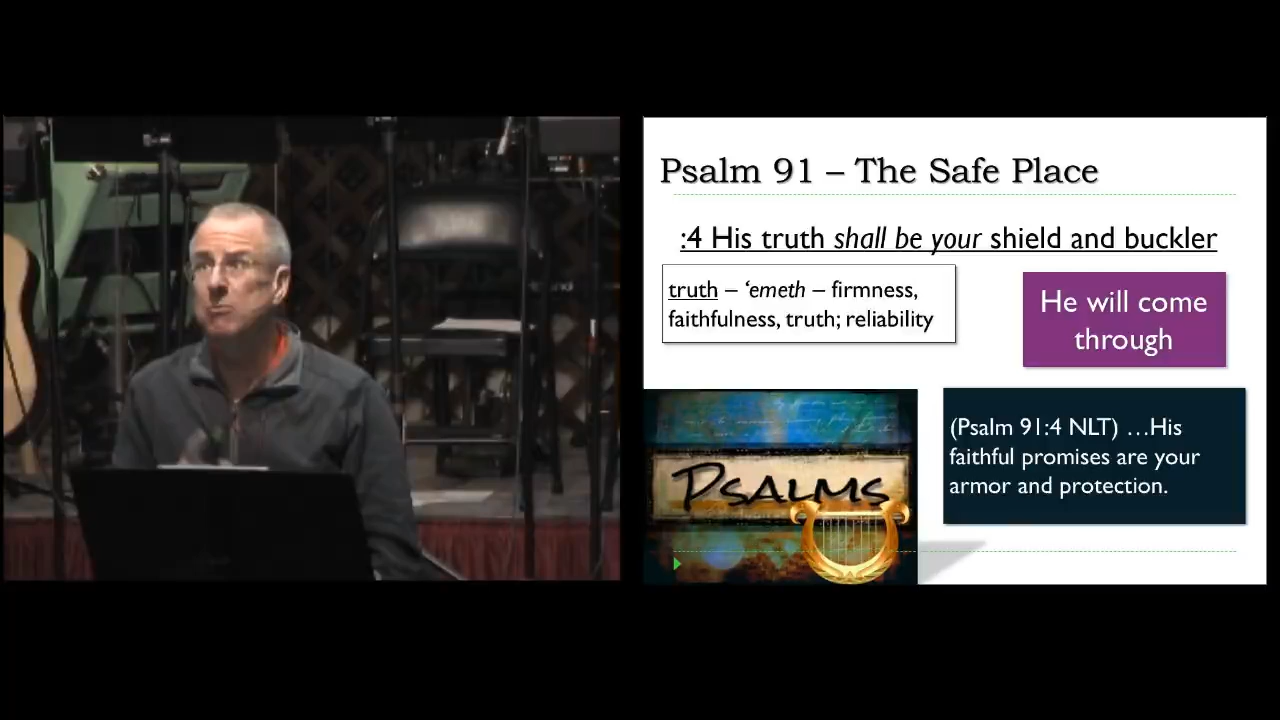 Psalm 91 – The Safe Place
:4 His truth shall be your shield and buckler
truth – ‘emeth – firmness,
faithfulness, truth; reliability
He will come
through
(Psalm 91:4 NLT) …His
faithful promises are your
armor and protection.
PSALMS